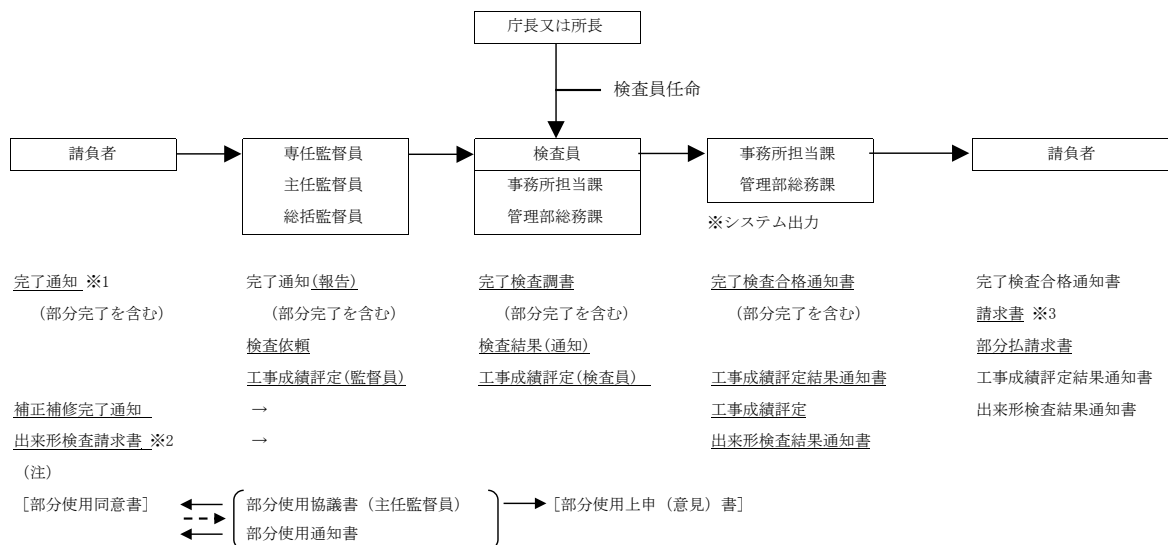 庁長又は所長
検査員任命
請負者
専任監督員
主任監督員
総括監督員
検査員
事務所担当課
管理部総務課
事務所担当課
管理部総務課
※システム出力
請負者
完了通知 ※1
(部分完了を含む)
補正補修完了通知
出来形検査請求書 ※2
(注)
完了通知(報告)
(部分完了を含む)
検査依頼
工事成績評定(監督員)
→
→
完了検査調書
(部分完了を含む)
検査結果(通知)
工事成績評定(検査員)
完了検査合格通知書
(部分完了を含む)
工事成績評定結果通知書
工事成績評定
出来形検査結果通知書
完了検査合格通知書
請求書 ※3
部分払請求書
工事成績評定結果通知書
出来形検査結果通知書
[部分使用同意書]
部分使用協議書(主任監督員)
部分使用通知書
[部分使用上申(意見)書]